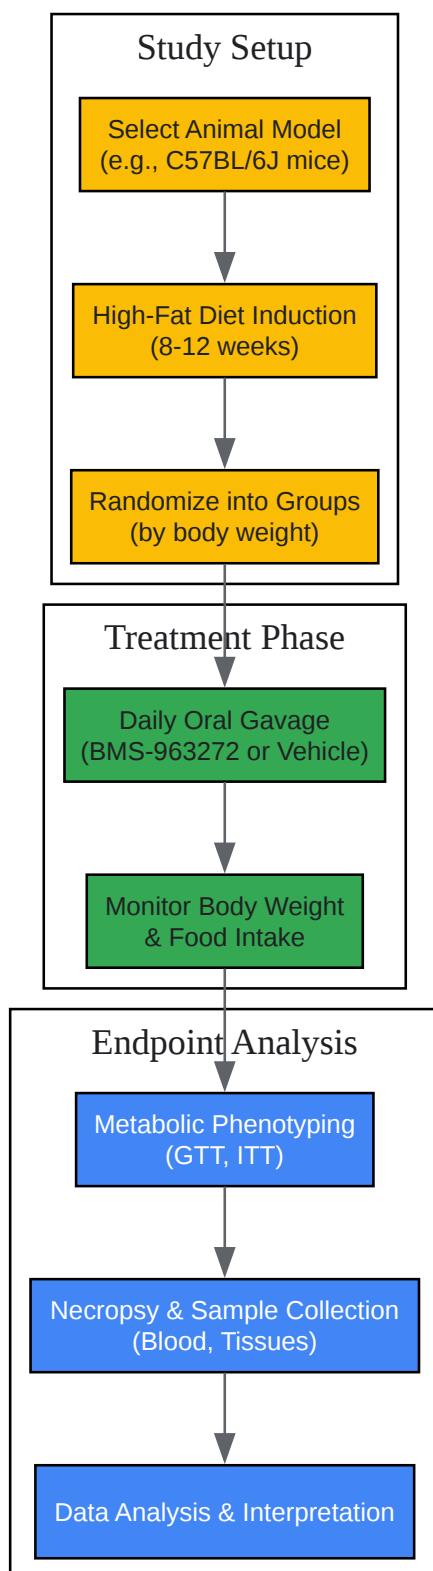 Study Setup
Select Animal Model
(e.g., C57BL/6J mice)
High-Fat Diet Induction
(8-12 weeks)
Randomize into Groups
(by body weight)
Treatment Phase
Daily Oral Gavage
(BMS-963272 or Vehicle)
Monitor Body Weight
& Food Intake
Endpoint Analysis
Metabolic Phenotyping
(GTT, ITT)
Necropsy & Sample Collection
(Blood, Tissues)
Data Analysis & Interpretation